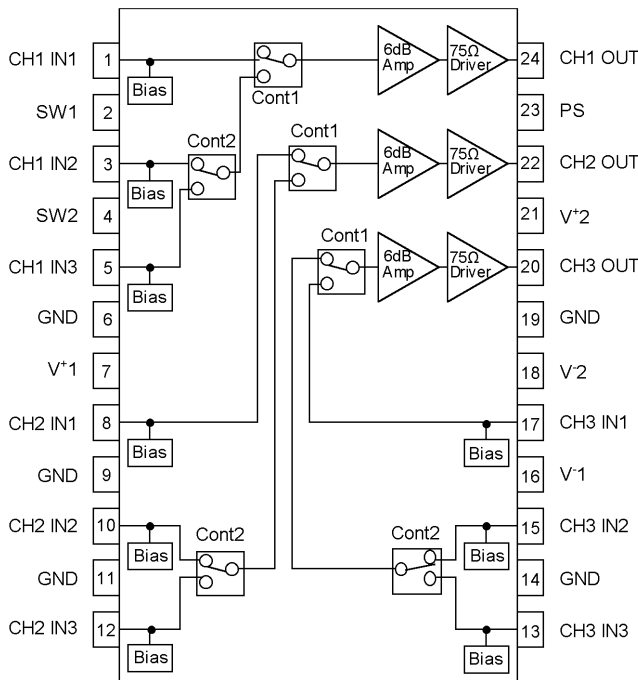 CH1 IN1 1 Bias Cont1 6dB Amp 75Ω Driver 24 CH1 OUT
SW1 2 23 PS
CH1 IN2 3 Bias Cont2 Cont1 6dB Amp 75Ω Driver 22 CH2 OUT
SW2 4 21 V+2
CH1 IN3 5 Bias Cont1 6dB Amp 75Ω Driver 20 CH3 OUT
GND 6 19 GND
V+1 7 18 V-2
CH2 IN1 8 Bias Bias 17 CH3 IN1
GND 9 16 V-1
CH2 IN2 10 Bias Cont2 Cont2 Bias 15 CH3 IN2
GND 11 14 GND
CH2 IN3 12 Bias Bias 13 CH3 IN3